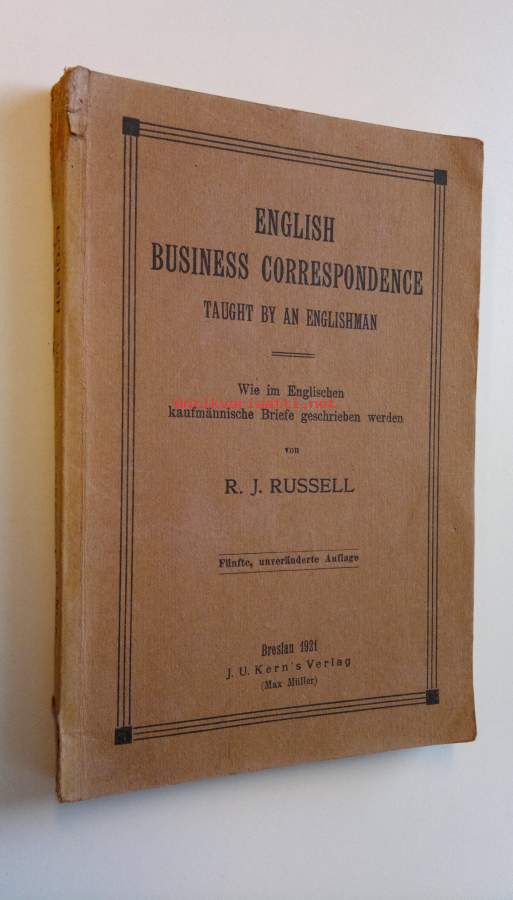 ENGLISH
BUSINESS CORRESPONDENCE
TAUGHT BY AN ENGLISHMAN
Wie im Englischen
kaufmännische Briefe geschrieben werden
von
R. J. RUSSELL
Fünfte, unveränderte Auflage
Breslau 1931
J. U. Kern's Verlag
(Max Müller)